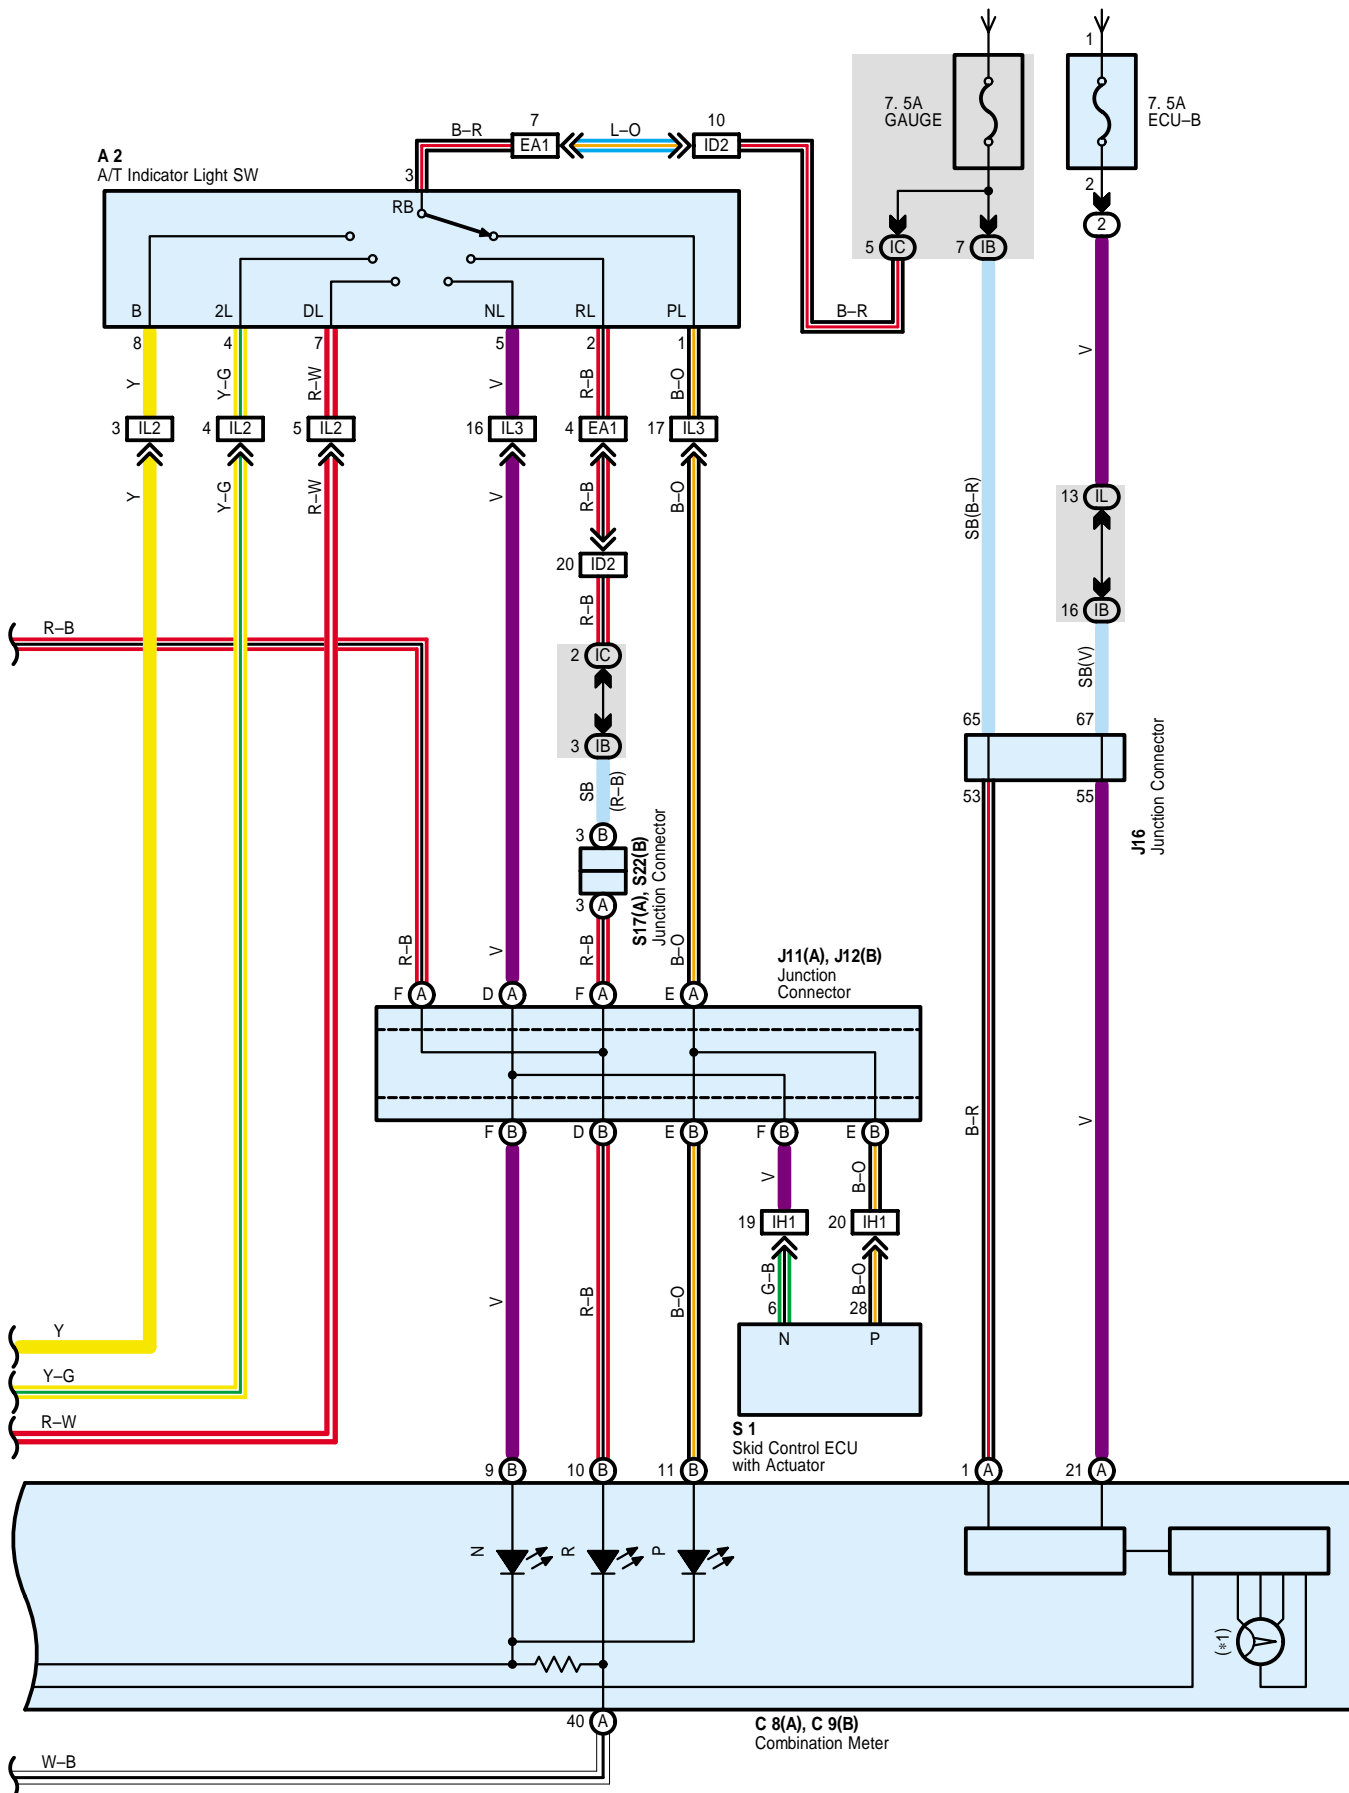 1
7. 5A
GAUGE
7. 5A
ECU–B
7
10
B–R
EA1
L–O
ID2
A 2
A/T Indicator Light SW
3
2
RB
2
5 IC
7 IB
B–R
B
2L
DL
NL
RL
PL
8
4
7
5
2
1
V
Y
Y–G
R–W
V
R–B
B–O
3 IL2
4 IL2
5 IL2
16 IL3
4 EA1
17 IL3
Y
Y–G
R–W
V
R–B
B–O
SB(B–R)
13 IL
20 ID2
R–B
16 IB
R–B
2 IC
SB(V)
65
67
3 IB
SB
(R–B)
53
55
J16
Junction Connector
3 B
S17(A), S22(B)
Junction Connector
3 A
R–B
V
R–B
B–O
J11(A), J12(B)
Junction
Connector
F A
D A
F A
E A
B–R
V
F B
D B
E B
F B
E B
V
B–O
19 IH1
20 IH1
G–B
B–O
V
R–B
B–O
6
28
N
P
Y
Y–G
R–W
S 1
Skid Control ECU
with Actuator
9 B
10 B
11 B
1 A
21 A
N
R
P
(*1)
40 A
C 8(A), C 9(B)
Combination Meter
W–B